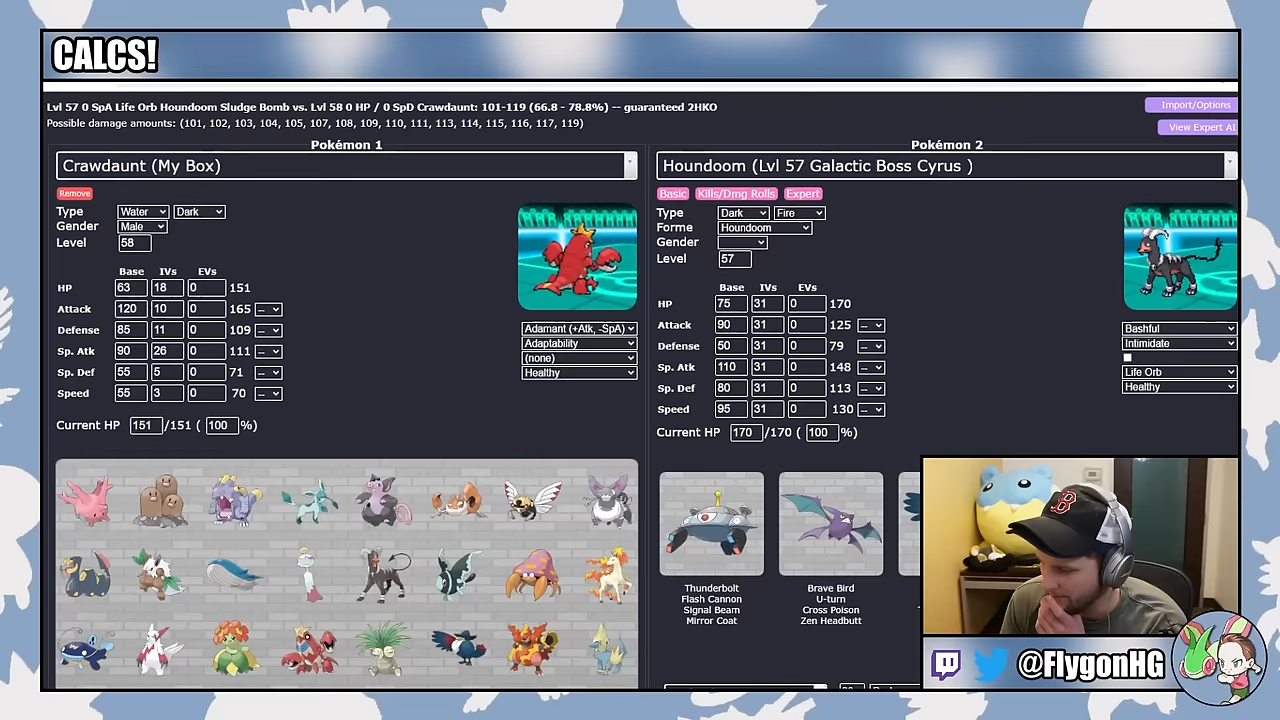 CALCS!
Lvl 57 0 SpA Life Orb Houndoom Sludge Bomb vs. Lvl 58 0 HP / 0 SpD Crawdaunt: 101-119 (66.8 - 78.8%) -- guaranteed 2HKO
Possible damage amounts: (101, 102, 103, 104, 105, 107, 108, 109, 110, 111, 113, 114, 115, 116, 117, 119)
Import/Options
View Expert AI
Pokémon 1
Crawdaunt (My Box)
Remove
Type Water Dark
Gender Male
Level 58
Base IVs EVs
HP 63 18 0 151
Attack 120 10 0 165 --
Defense 85 11 0 109 --
Sp. Atk 90 26 0 111 --
Sp. Def 55 5 0 71 --
Speed 55 3 0 70 --
Adamant (+Atk, -SpA)
Adaptability
(none)
Healthy
Current HP 151 /151 ( 100 %)
Pokémon 2
Houndoom (Lvl 57 Galactic Boss Cyrus )
Basic Kills/Dmg Rolls Expert
Type Dark Fire
Forme Houndoom
Gender
Level 57
Base IVs EVs
HP 75 31 0 170
Attack 90 31 0 125 --
Defense 50 31 0 79 --
Sp. Atk 110 31 0 148 --
Sp. Def 80 31 0 113 --
Speed 95 31 0 130 --
Bashful
Intimidate
Life Orb
Healthy
Current HP 170 /170 ( 100 %)
Thunderbolt
Flash Cannon
Signal Beam
Mirror Coat
Brave Bird
U-turn
Cross Poison
Zen Headbutt
B
@FlygonHG